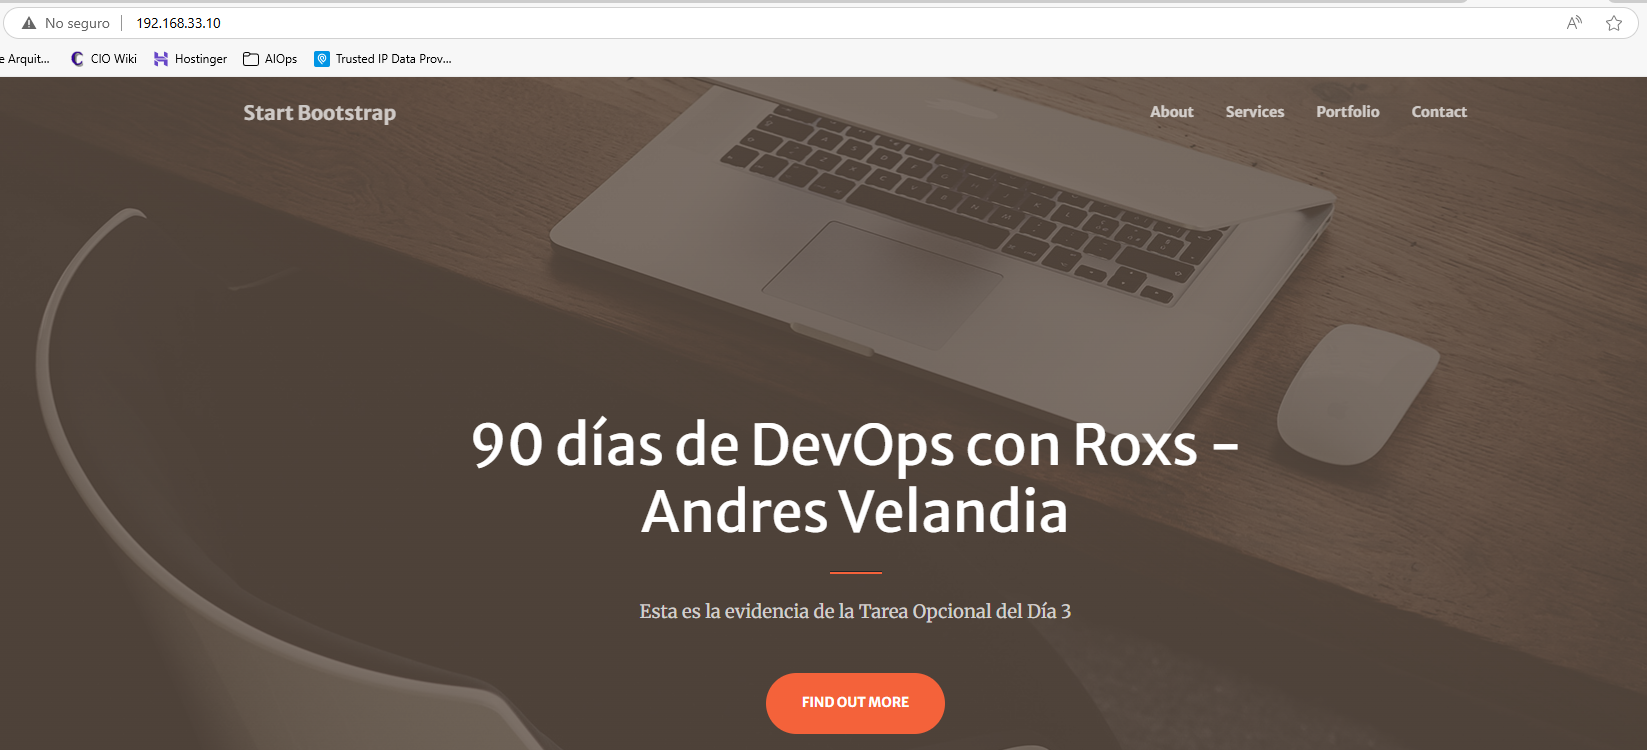 No seguro
192.168.33.10
e Arquit...
CIO Wiki
Hostinger
AIOps
Trusted IP Data Prov...
Start Bootstrap
About
Services
Portfolio
Contact
90 días de DevOps con Roxs -
Andres Velandia
Esta es la evidencia de la Tarea Opcional del Día 3
FIND OUT MORE